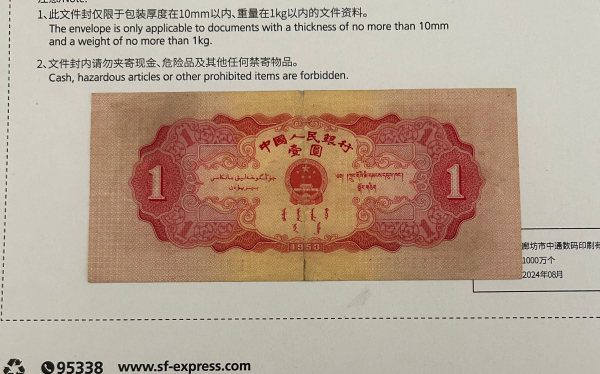 1、此文件封仅限于包装厚度在10mm以内、重量在1kg以内的文件资料。
The envelope is only applicable to documents with a thickness of no more than 10mm
and a weight of no more than 1kg.
2、文件封内请勿夹寄现金、危险品及其他任何禁寄物品。
Cash, hazardous articles or other prohibited items are forbidden.
中國人民銀行
壹圓
1
1
1953
廊坊市中通数码印刷有
1000万个
2024年08月
95338 www.sf-express.com